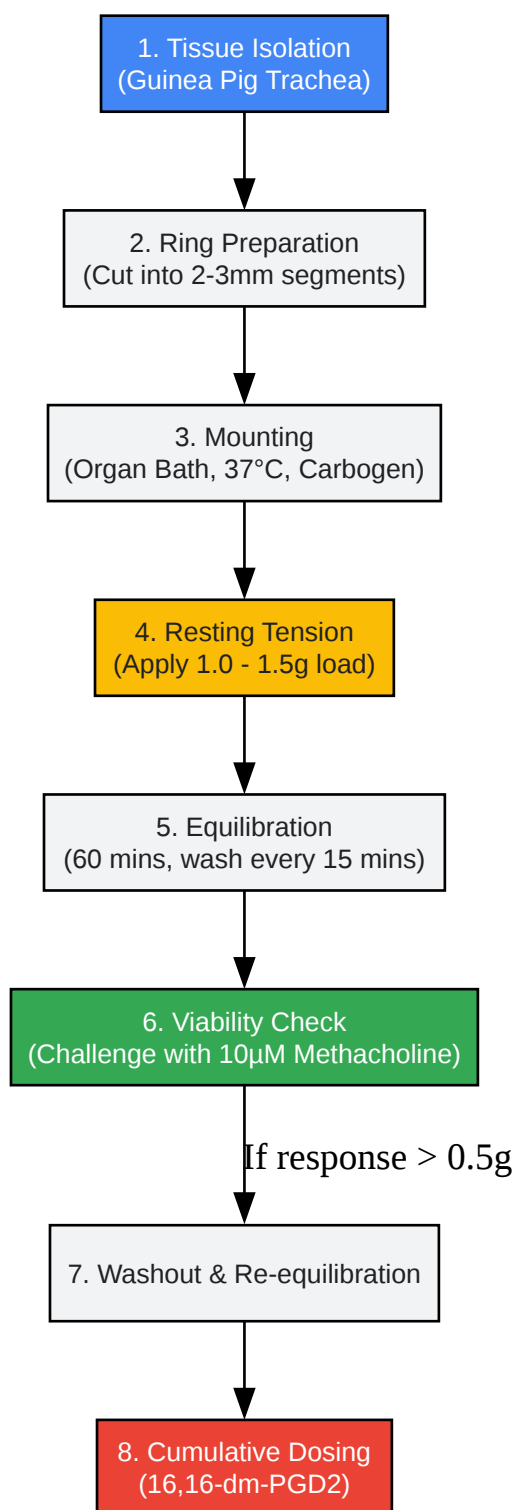 1. Tissue Isolation
(Guinea Pig Trachea)
2. Ring Preparation
(Cut into 2-3mm segments)
3. Mounting
(Organ Bath, 37°C, Carbogen)
4. Resting Tension
(Apply 1.0 - 1.5g load)
5. Equilibration
(60 mins, wash every 15 mins)
6. Viability Check
(Challenge with 10µM Methacholine)
If response > 0.5g
7. Washout & Re-equilibration
8. Cumulative Dosing
(16,16-dm-PGD2)